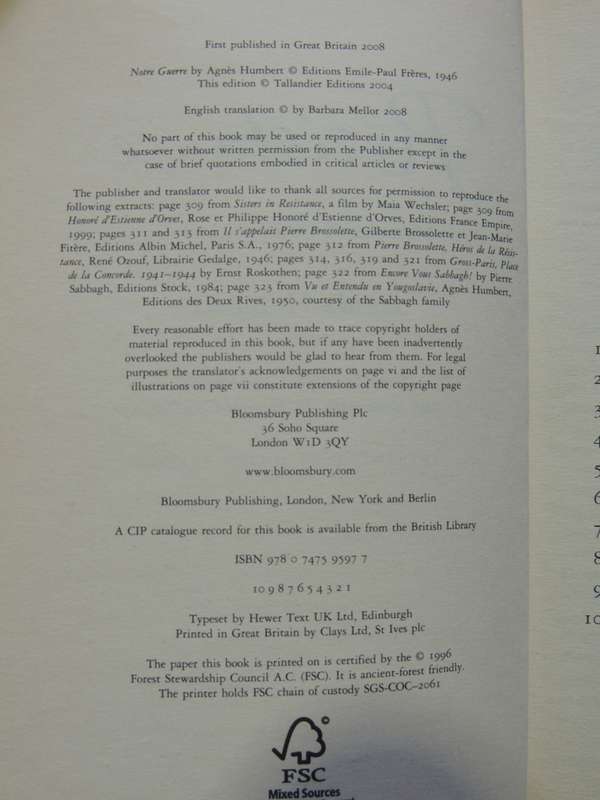 First published in Great Britain 2008
Notre Guerre by Agnès Humbert © Editions Emile-Paul Frères, 1946
This edition © Tallandier Editions 2004
English translation © by Barbara Mellor 2008
No part of this book may be used or reproduced in any manner
whatsoever without written permission from the Publisher except in the
case of brief quotations embodied in critical articles or reviews
The publisher and translator would like to thank all sources for permission to reproduce the
following extracts: page 309 from Sisters in Resistance, a film by Maia Wechsler; page 309 from
Honoré d'Estienne d'Orves, Rose et Philippe Honoré d'Estienne d'Orves, Editions France Empire,
1999; pages 311 and 313 from Il s'appelait Pierre Brossolette, Gilberte Brossolette et Jean-Marie
Fitère, Editions Albin Michel, Paris S.A., 1976; page 312 from Pierre Brossolette, Héros de la Résis-
tance, René Ozouf, Librairie Gedalge, 1946; pages 314, 316, 319 and 321 from Gross-Paris, Place
de la Concorde. 1941–1944 by Ernst Roskothen; page 322 from Encore Vous Sabbagh! by Pierre
Sabbagh, Editions Stock, 1984; page 323 from Vu et Entendu en Yougoslavie, Agnès Humbert,
Editions des Deux Rives, 1950, courtesy of the Sabbagh family
Every reasonable effort has been made to trace copyright holders of
material reproduced in this book, but if any have been inadvertently
overlooked the publishers would be glad to hear from them. For legal
purposes the translator's acknowledgements on page vi and the list of
illustrations on page vii constitute extensions of the copyright page
Bloomsbury Publishing Plc
36 Soho Square
London W1D 3QY
www.bloomsbury.com
Bloomsbury Publishing, London, New York and Berlin
A CIP catalogue record for this book is available from the British Library
ISBN 978 0 7475 9597 7
10 9 8 7 6 5 4 3 2 1
Typeset by Hewer Text UK Ltd, Edinburgh
Printed in Great Britain by Clays Ltd, St Ives plc
The paper this book is printed on is certified by the © 1996
Forest Stewardship Council A.C. (FSC). It is ancient-forest friendly.
The printer holds FSC chain of custody SGS-COC-2061
FSC
Mixed Sources
1
2
3
4
5
6
7
8
9
10